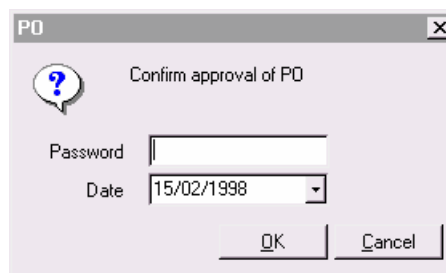 PO
Confirm approval of PO
Password
Date 15/02/1998
OK Cancel